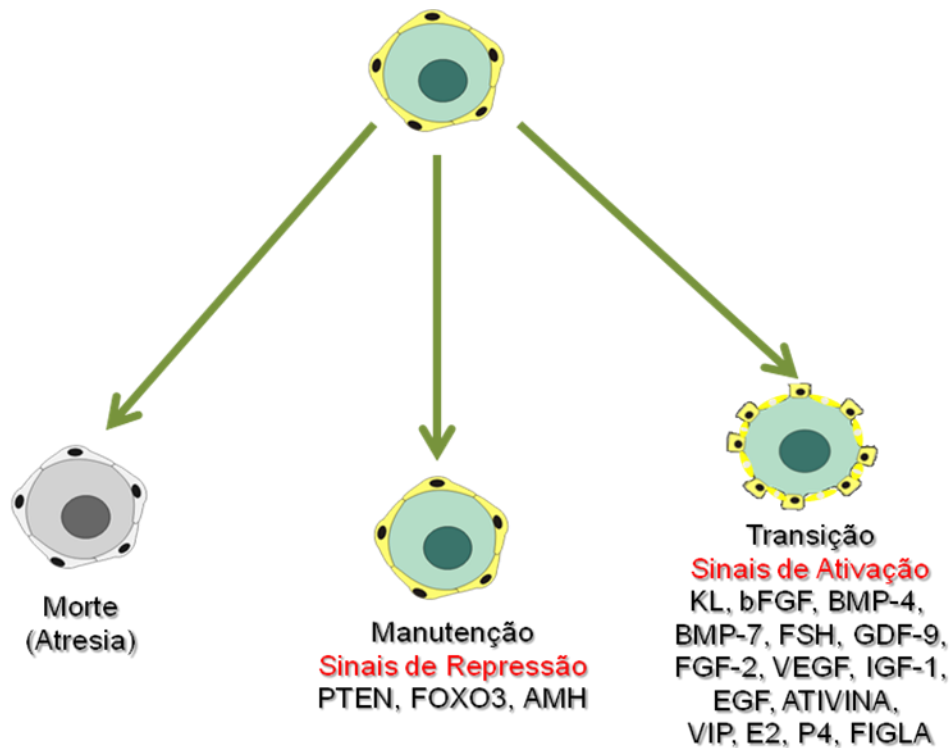 Morte
(Atresia)
Manutenção
Sinais de Repressão
PTEN, FOXO3, AMH
Transição
Sinais de Ativação
KL, bFGF, BMP-4,
BMP-7, FSH, GDF-9,
FGF-2, VEGF, IGF-1,
EGF, ATIVINA,
VIP, E2, P4, FIGLA